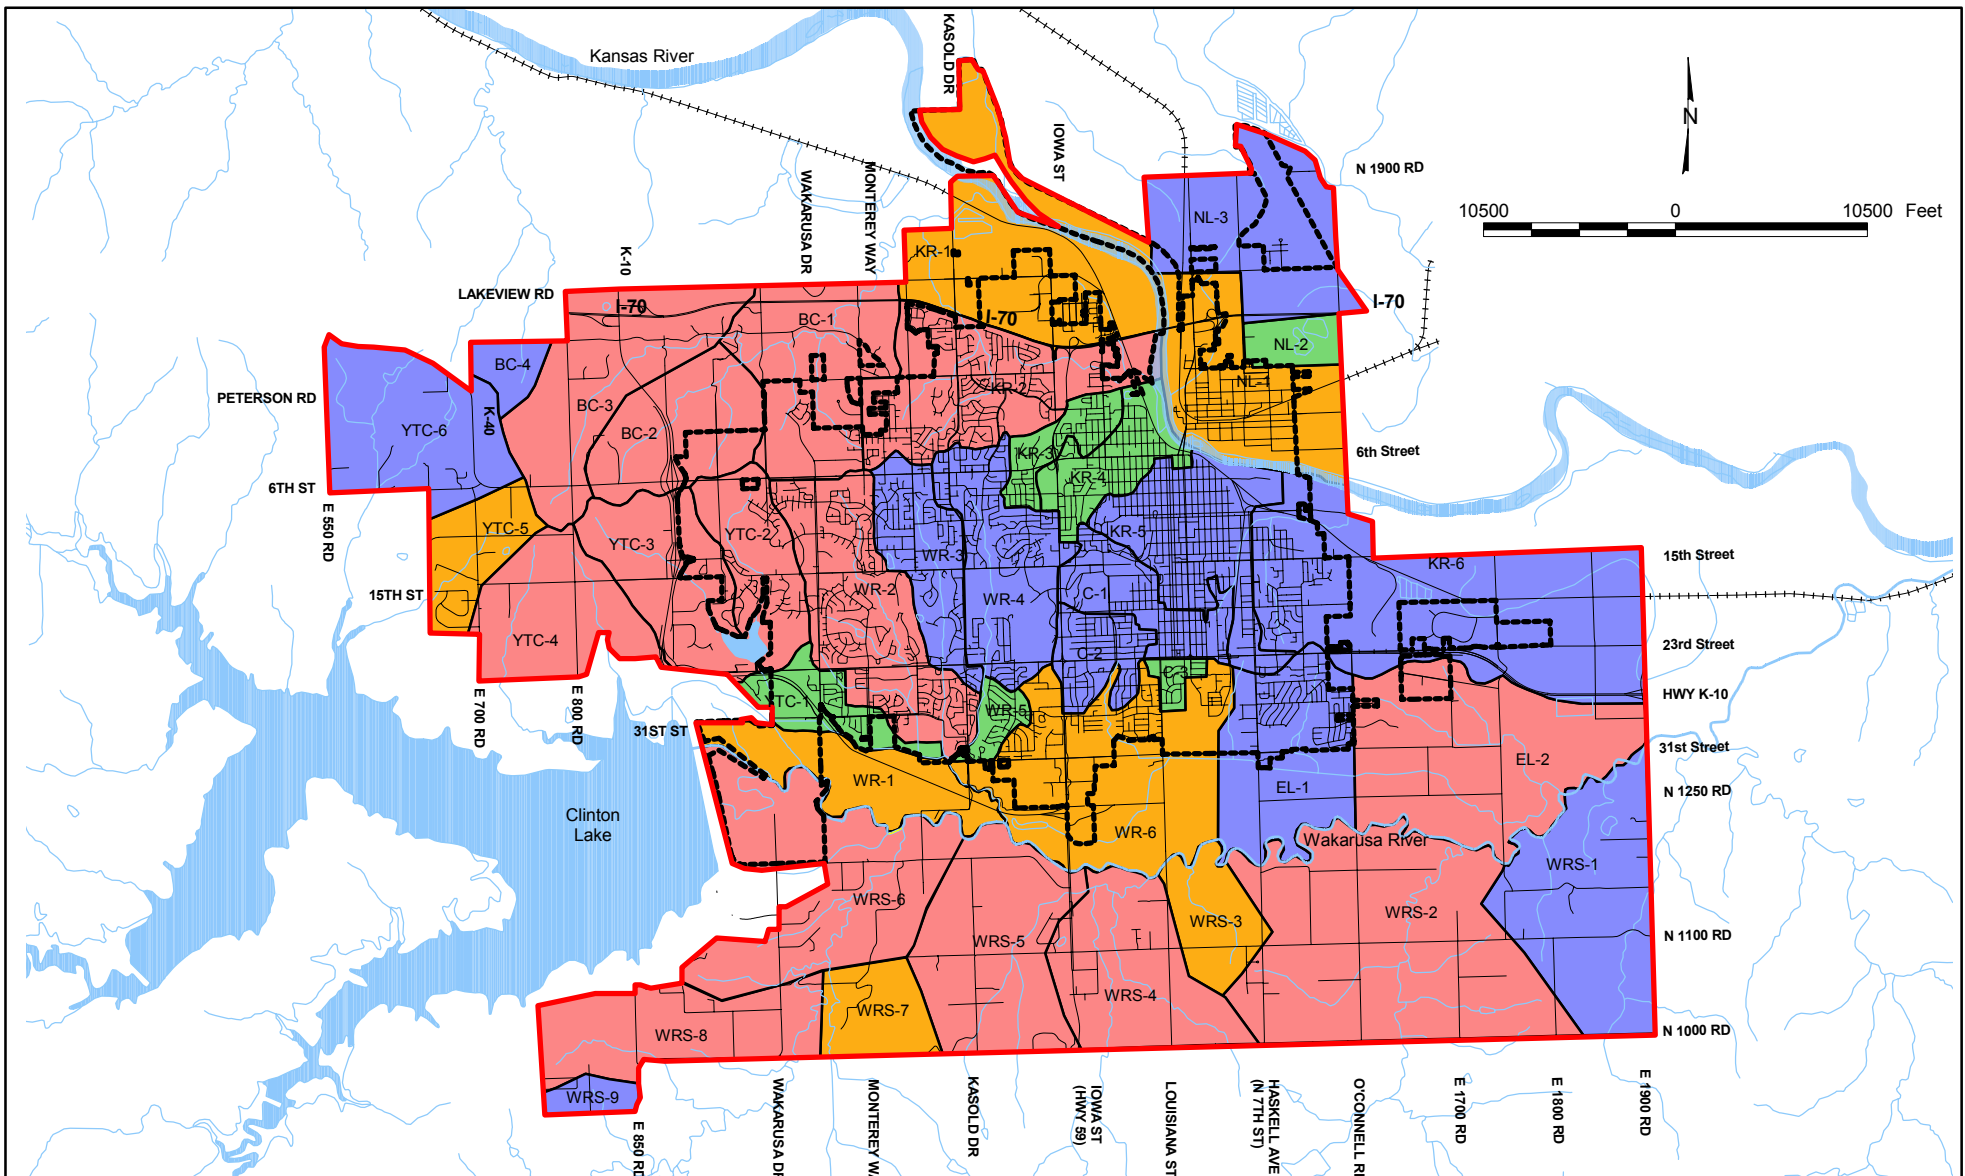 Kansas River
KASOLD DR
IOWA ST
N
N 1900 RD
MONTEREY WAY
WAKARUSA DR
10500 0 10500 Feet
NL-3
K-10
KR-1
LAKEVIEW RD
I-70
BC-1
I-70
I-70
NL-2
BC-4
NL-1
KR-2
PETERSON RD
K-40
BC-3
YTC-6
BC-2
6th Street
KR-3
KR-4
6TH ST
E 550 RD
YTC-5
YTC-2
YTC-3
KR-5
WR-3
15th Street
KR-6
15TH ST
WR-2
WR-4
C-1
YTC-4
C-2
23rd Street
C-3
HWY K-10
E 700 RD
E 800 RD
YTC-1
WR-5
31ST ST
31st Street
EL-2
WR-1
EL-1
N 1250 RD
Clinton
Lake
WR-6
Wakarusa River
WRS-1
WRS-6
WRS-2
WRS-3
WRS-5
N 1100 RD
WRS-4
WRS-7
WRS-8
N 1000 RD
WRS-9
E 850 RD
WAKARUSA DR
MONTEREY WA
KASOLD DR
IOWA ST
(HWY 59)
LOUISIANA ST
HASKELL AVE
(N 7TH ST)
O'CONNELL RD
E 1700 RD
E 1800 RD
E 1900 RD